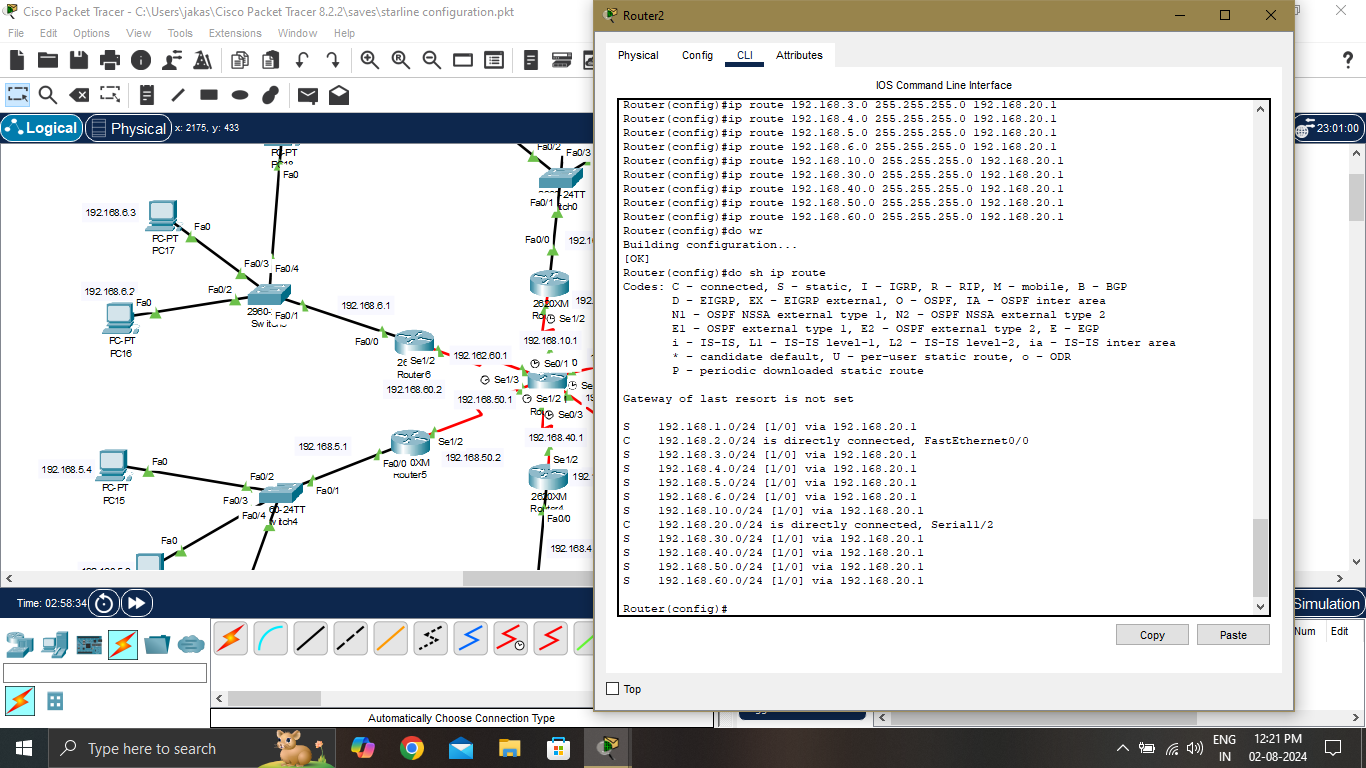 Cisco Packet Tracer - C:\Users\jakas\Cisco Packet Tracer 8.2.2\saves\starline configuration.pkt
File Edit Options View Tools Extensions Window Help
Logical Physical x: 2175, y: 433
23:01:00
Router2
Physical Config CLI Attributes
IOS Command Line Interface
Router(config)#ip route 192.168.3.0 255.255.255.0 192.168.20.1
Router(config)#ip route 192.168.4.0 255.255.255.0 192.168.20.1
Router(config)#ip route 192.168.5.0 255.255.255.0 192.168.20.1
Router(config)#ip route 192.168.6.0 255.255.255.0 192.168.20.1
Router(config)#ip route 192.168.10.0 255.255.255.0 192.168.20.1
Router(config)#ip route 192.168.30.0 255.255.255.0 192.168.20.1
Router(config)#ip route 192.168.40.0 255.255.255.0 192.168.20.1
Router(config)#ip route 192.168.50.0 255.255.255.0 192.168.20.1
Router(config)#ip route 192.168.60.0 255.255.255.0 192.168.20.1
Router(config)#do wr
Building configuration...
[OK]
Router(config)#do sh ip route
Codes: C - connected, S - static, I - IGRP, R - RIP, M - mobile, B - BGP
D - EIGRP, EX - EIGRP external, O - OSPF, IA - OSPF inter area
N1 - OSPF NSSA external type 1, N2 - OSPF NSSA external type 2
E1 - OSPF external type 1, E2 - OSPF external type 2, E - EGP
i - IS-IS, L1 - IS-IS level-1, L2 - IS-IS level-2, ia - IS-IS inter area
* - candidate default, U - per-user static route, o - ODR
P - periodic downloaded static route
Gateway of last resort is not set
S 192.168.1.0/24 [1/0] via 192.168.20.1
C 192.168.2.0/24 is directly connected, FastEthernet0/0
S 192.168.3.0/24 [1/0] via 192.168.20.1
S 192.168.4.0/24 [1/0] via 192.168.20.1
S 192.168.5.0/24 [1/0] via 192.168.20.1
S 192.168.6.0/24 [1/0] via 192.168.20.1
S 192.168.10.0/24 [1/0] via 192.168.20.1
C 192.168.20.0/24 is directly connected, Serial1/2
S 192.168.30.0/24 [1/0] via 192.168.20.1
S 192.168.40.0/24 [1/0] via 192.168.20.1
S 192.168.50.0/24 [1/0] via 192.168.20.1
S 192.168.60.0/24 [1/0] via 192.168.20.1
Router(config)#
Copy Paste
Top
Fa0
192.168.6.3
Fa0
PC-PT
PC17
Fa0/3
Fa0/4
192.168.6.2
Fa0
Fa0/2
Fa0/1
PC-PT
PC16
192.168.6.1
Fa0/0
Se1/2
Router6
192.168.60.2
192.162.60.1
Fa0/2
Fa0/3
Fa0/1
Fa0/0
Se1/2
192.168.10.1
Se0/1
Se1/3
192.168.50.1
Se1/2
Se0/3
192.168.40.1
Se1/2
Fa0/0
192.168.4
192.168.5.1
Se1/2
192.168.50.2
Fa0/0
Router5
192.168.5.4
Fa0
PC-PT
PC15
Fa0/2
Fa0/3
Fa0/1
Fa0/4
Fa0
Time: 02:58:34
Simulation
Num Edit
Automatically Choose Connection Type
Type here to search
ENG
IN
12:21 PM
02-08-2024